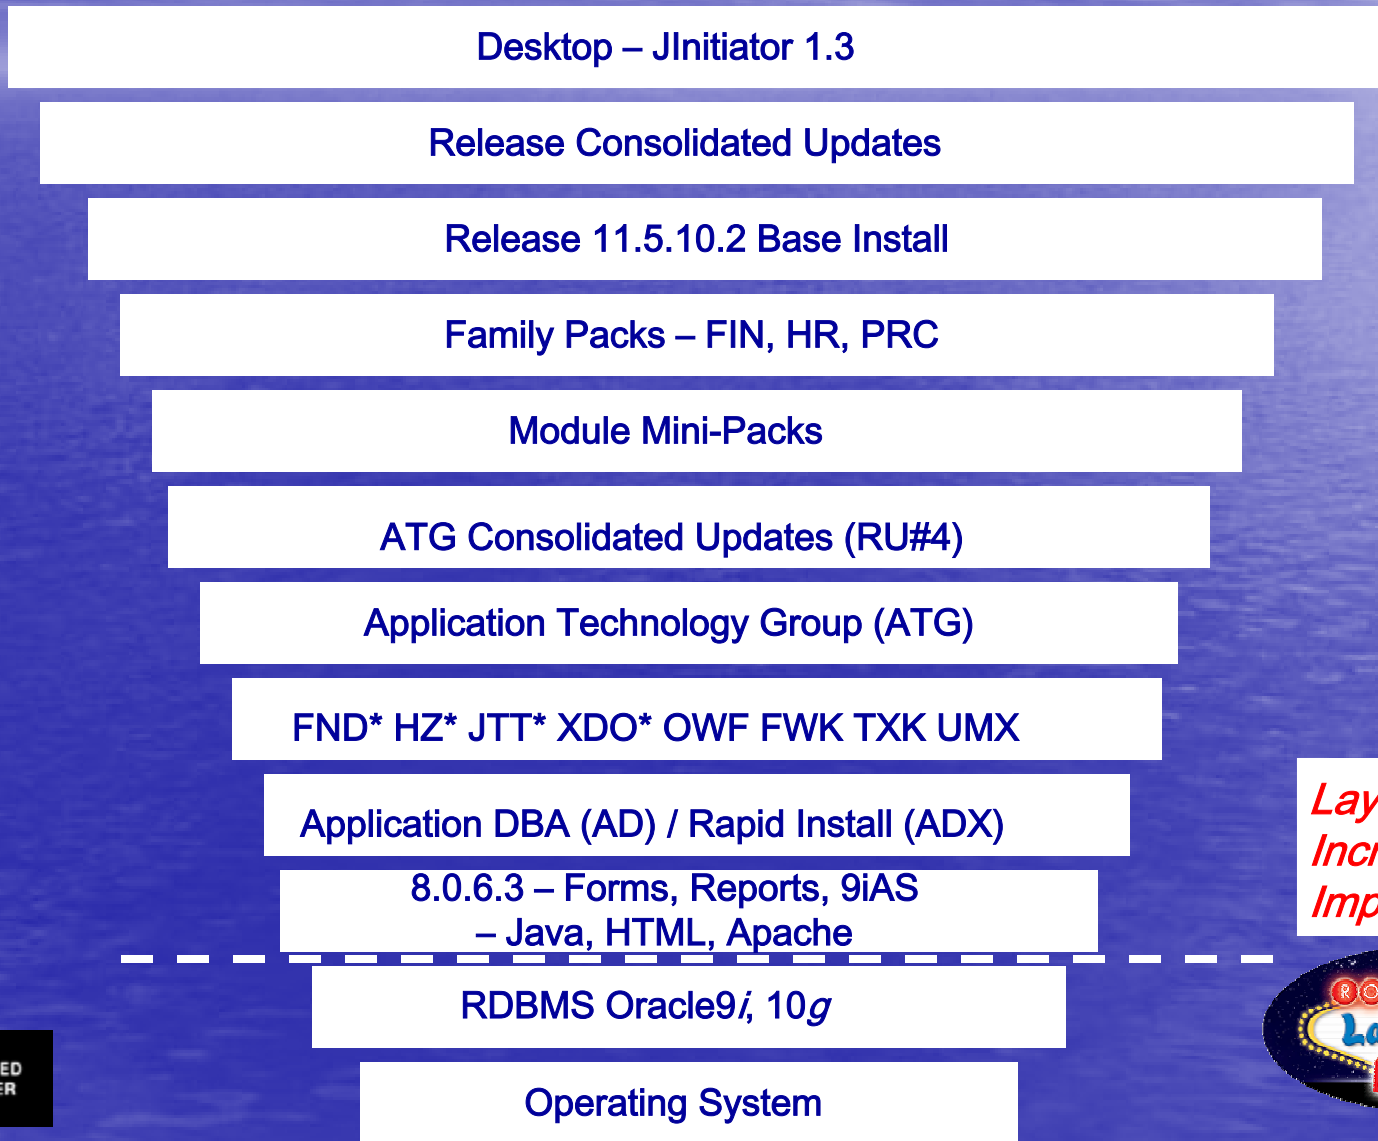 Desktop – JInitiator 1.3
Release Consolidated Updates
Release 11.5.10.2 Base Install
Family Packs – FIN, HR, PRC
Module Mini-Packs
ATG Consolidated Updates (RU#4)
Application Technology Group (ATG)
FND* HZ* JTT* XDO* OWF FWK TXK UMX
Application DBA (AD) / Rapid Install (ADX)
8.0.6.3 – Forms, Reports, 9iAS
– Java, HTML, Apache
RDBMS Oracle9i, 10g
Operating System